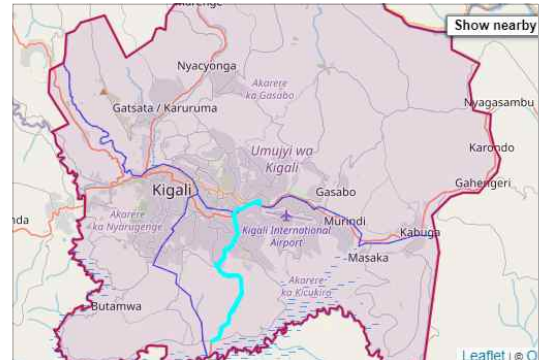 Show nearby
Nyacyonga
Akarere
ka Gasabo
Gatsata / Karuruma
Nyagasambu
Umujyi wa
Kigali
Karondo
Kigali
Gasabo
Gahengeri
Akarere
ka Nyarugenge
Murindi
Kigali International
Airport
Kabuga
Masaka
Akarere
ka Kicukiro
Butamwa
Leaflet | © O